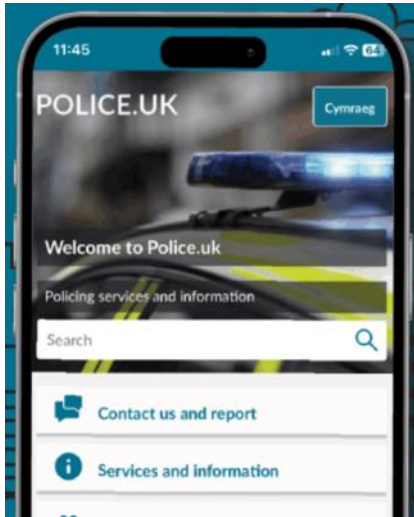 11:45
64
POLICE.UK
Cymraeg
Welcome to Police.uk
Policing services and information
Search
Contact us and report
Services and information